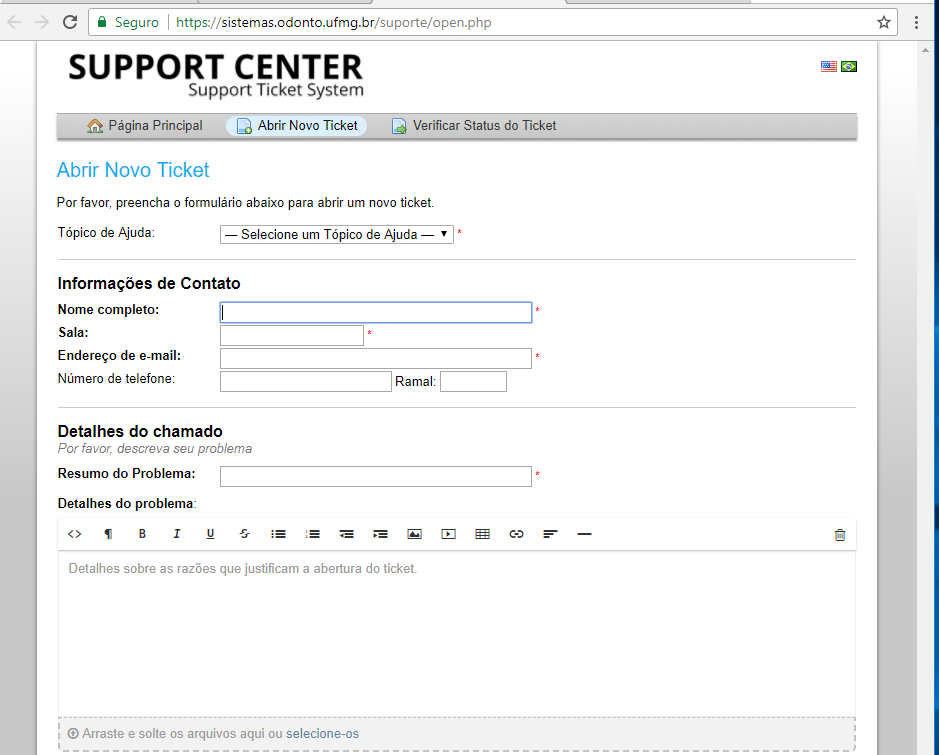 Seguro | https://sistemas.odonto.ufmg.br/suporte/open.php
SUPPORT CENTER
Support Ticket System
Página Principal Abrir Novo Ticket Verificar Status do Ticket
Abrir Novo Ticket
Por favor, preencha o formulário abaixo para abrir um novo ticket.
Tópico de Ajuda: — Selecione um Tópico de Ajuda — *
Informações de Contato
Nome completo: *
Sala: *
Endereço de e-mail: *
Número de telefone: Ramal:
Detalhes do chamado
Por favor, descreva seu problema
Resumo do Problema: *
Detalhes do problema:
<> ¶ B I U S
Detalhes sobre as razões que justificam a abertura do ticket.
Arraste e solte os arquivos aqui ou selecione-os